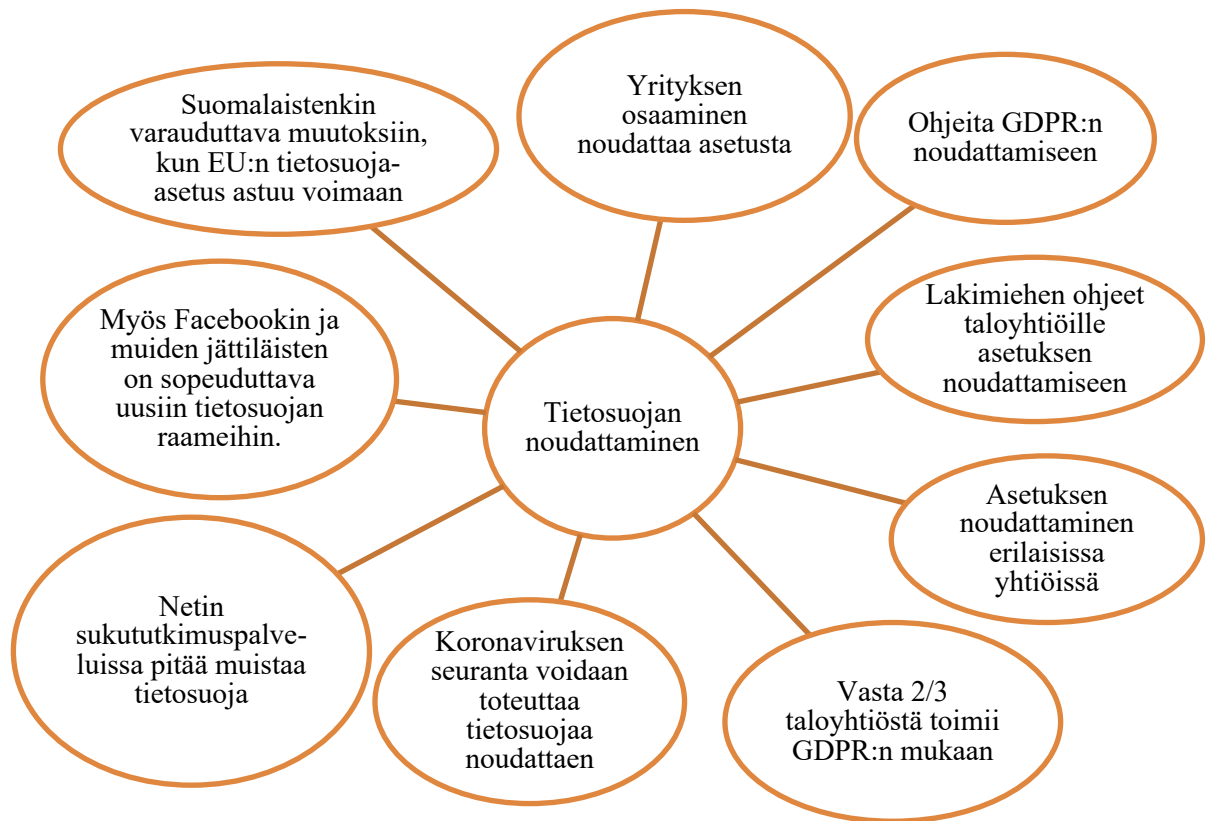 Suomalaistenkin
varauduttava muutoksiin,
kun EU:n tietosuoja-
asetus astuu voimaan
Yrityksen
osaaminen
noudattaa asetusta
Ohjeita GDPR:n
noudattamiseen
Myös Facebookin ja
muiden jättiläisten
on sopeuduttava
uusiin tietosuojan
raameihin.
Tietosuojan
noudattaminen
Lakimiehen ohjeet
taloyhtiöille
asetuksen
noudattamiseen
Asetuksen
noudattaminen
erilaisissa
yhtiöissä
Netin
sukututkimuspalve-
luissa pitää muistaa
tietosuoja
Koronaviruksen
seuranta voidaan
toteuttaa
tietosuojaa
noudattaen
Vasta 2/3
taloyhtiöstä toimii
GDPR:n mukaan